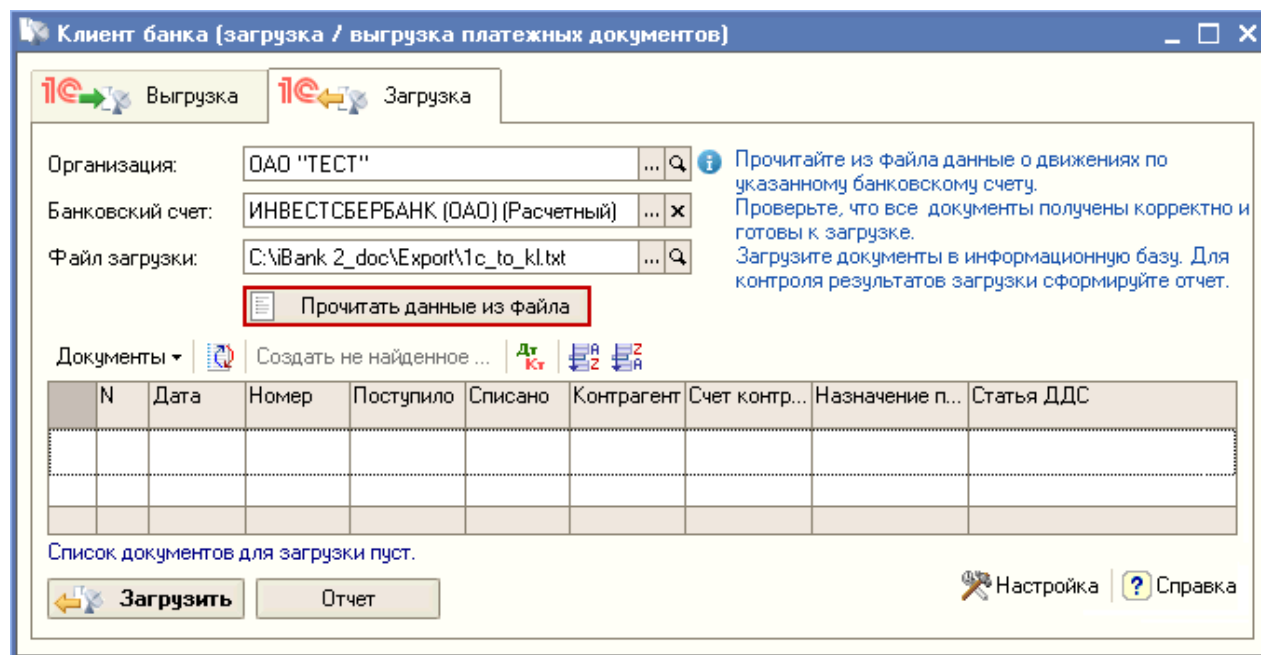 Клиент банка (загрузка / выгрузка платежных документов)
1С Выгрузка 1С Загрузка
Организация: ОАО "ТЕСТ" ...
Прочитайте из файла данные о движениях по
указанному банковскому счету.
Банковский счет: ИНВЕСТСБЕРБАНК (ОАО) (Расчетный) ... x
Проверьте, что все документы получены корректно и
готовы к загрузке.
Файл загрузки: C:\iBank 2_doc\Export\1c_to_kl.txt ...
Загрузите документы в информационную базу. Для
контроля результатов загрузки сформируйте отчет.
Прочитать данные из файла
Документы Создать не найденное ... Дт Кт A Z Z A
N Дата Номер Поступило Списано Контрагент Счет контр... Назначение п... Статья ДДС
Список документов для загрузки пуст.
Загрузить Отчет Настройка ? Справка